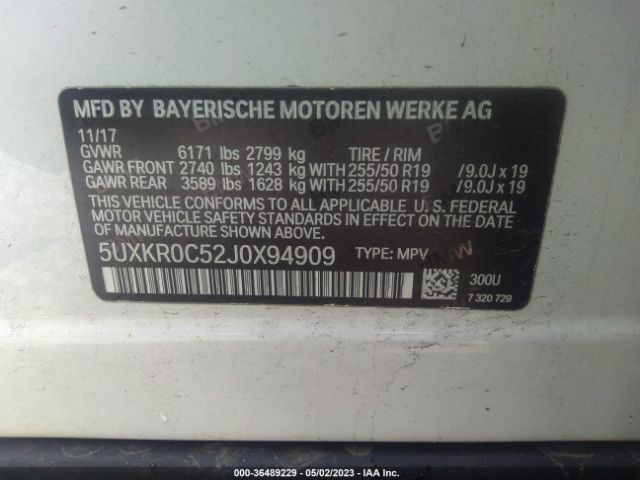 MFD BY BAYERISCHE MOTOREN WERKE AG
11/17
GVWR 6171 lbs 2799 kg TIRE / RIM
GAWR FRONT 2740 lbs 1243 kg WITH 255/50 R19 /9.0J x 19
GAWR REAR 3589 lbs 1628 kg WITH 255/50 R19 /9.0J x 19
THIS VEHICLE CONFORMS TO ALL APPLICABLE U. S. FEDERAL
MOTOR VEHICLE SAFETY STANDARDS IN EFFECT ON THE
DATE OF MANUFACTURE SHOWN ABOVE.
5UXKR0C52J0X94909 TYPE: MPV
300U
7 320 729
000-36489229 - 05/02/2023 - IAA Inc.